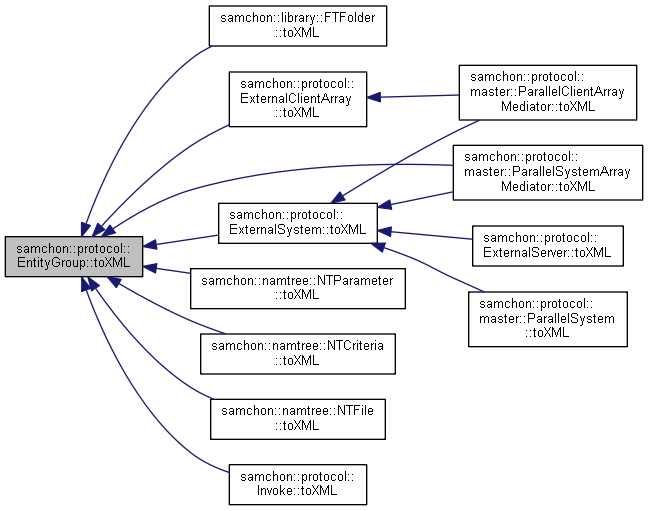 samchon::library::FTFolder
::toXML
samchon::protocol::
ExternalClientArray
::toXML
samchon::protocol::
master::ParallelClientArray
Mediator::toXML
samchon::protocol::
master::ParallelSystemArray
Mediator::toXML
samchon::protocol::
EntityGroup::toXML
samchon::protocol::
ExternalSystem::toXML
samchon::protocol::
ExternalServer::toXML
samchon::namtree::NTParameter
::toXML
samchon::protocol::
master::ParallelSystem
::toXML
samchon::namtree::NTCriteria
::toXML
samchon::namtree::NTFile
::toXML
samchon::protocol::
Invoke::toXML